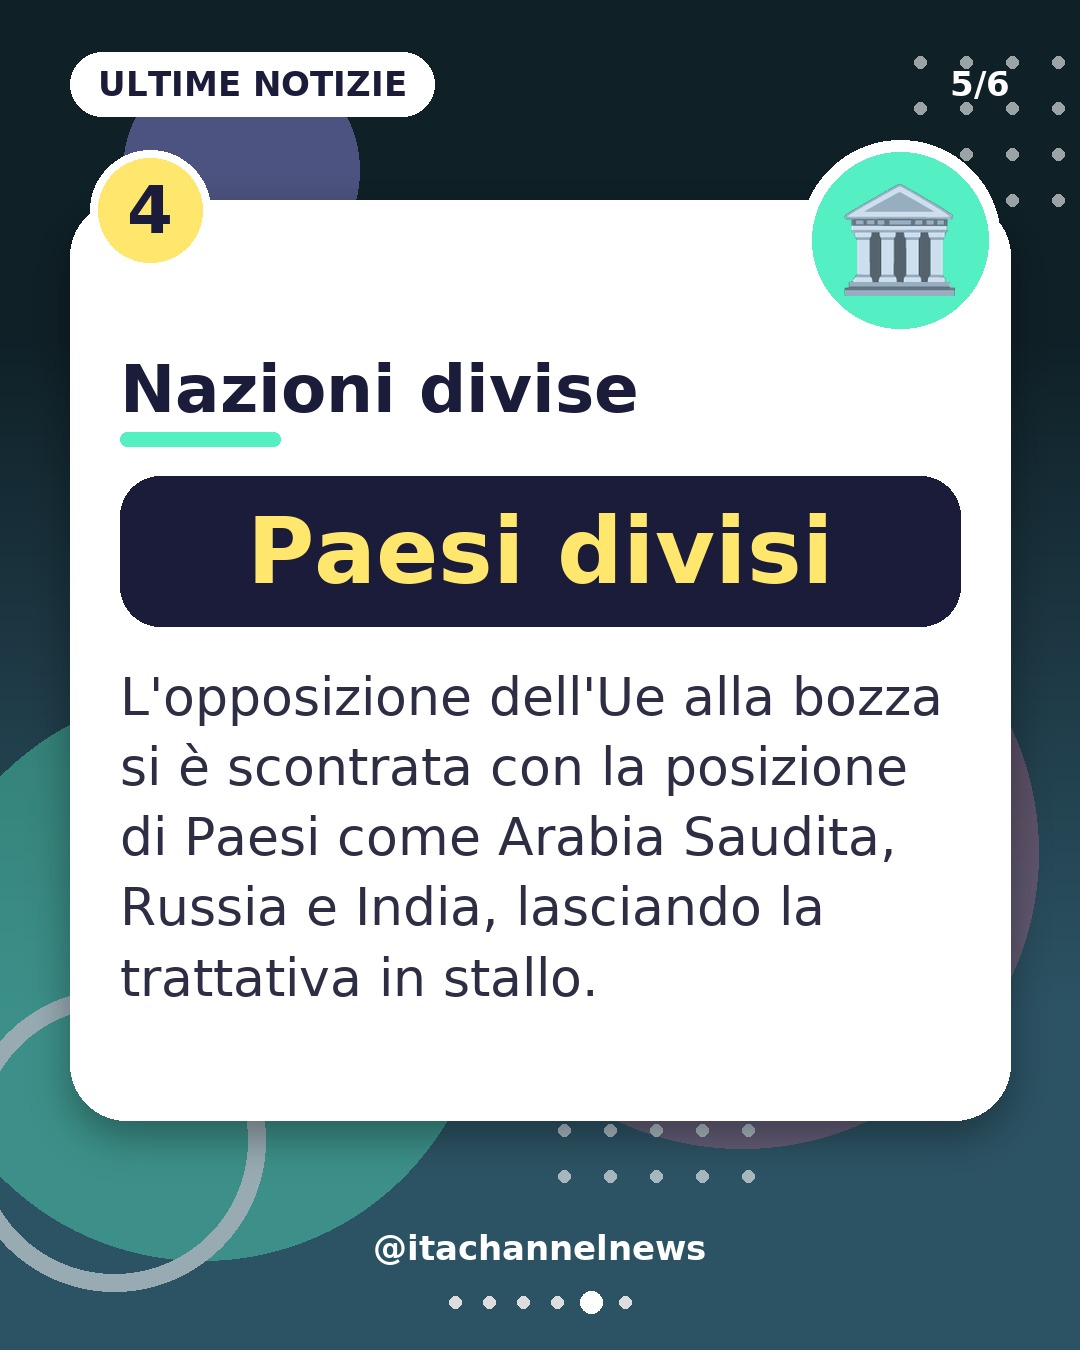 ULTIME NOTIZIE
5/6
4
Nazioni divise
Paesi divisi
L'opposizione dell'Ue alla bozza
si è scontrata con la posizione
di Paesi come Arabia Saudita,
Russia e India, lasciando la
trattativa in stallo.
@itachannelnews